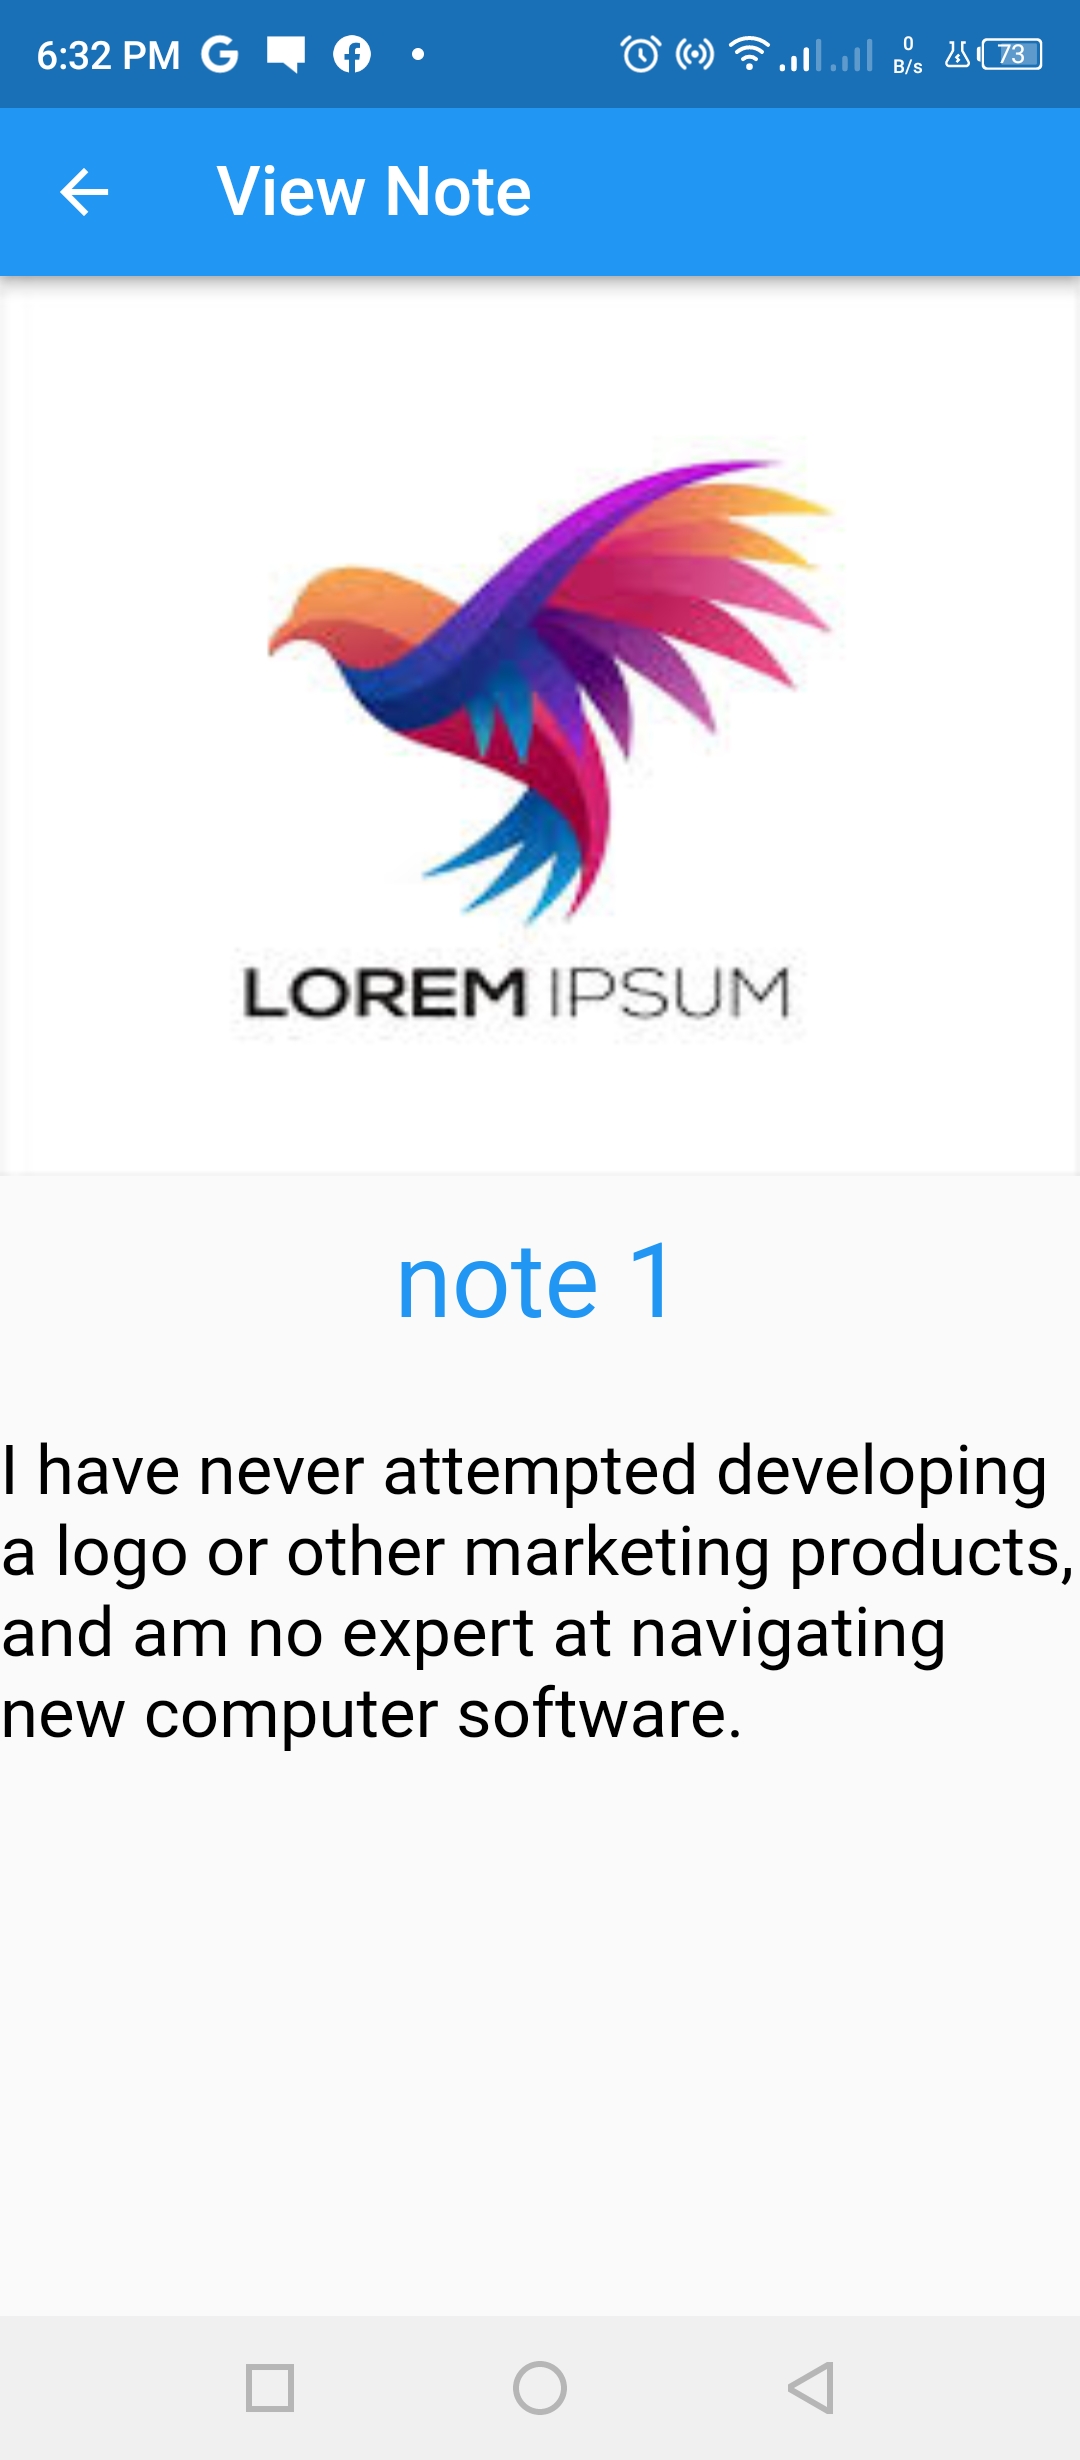 6:32 PM
0
B/s
73
View Note
LOREM IPSUM
note 1
I have never attempted developing
a logo or other marketing products,
and am no expert at navigating
new computer software.